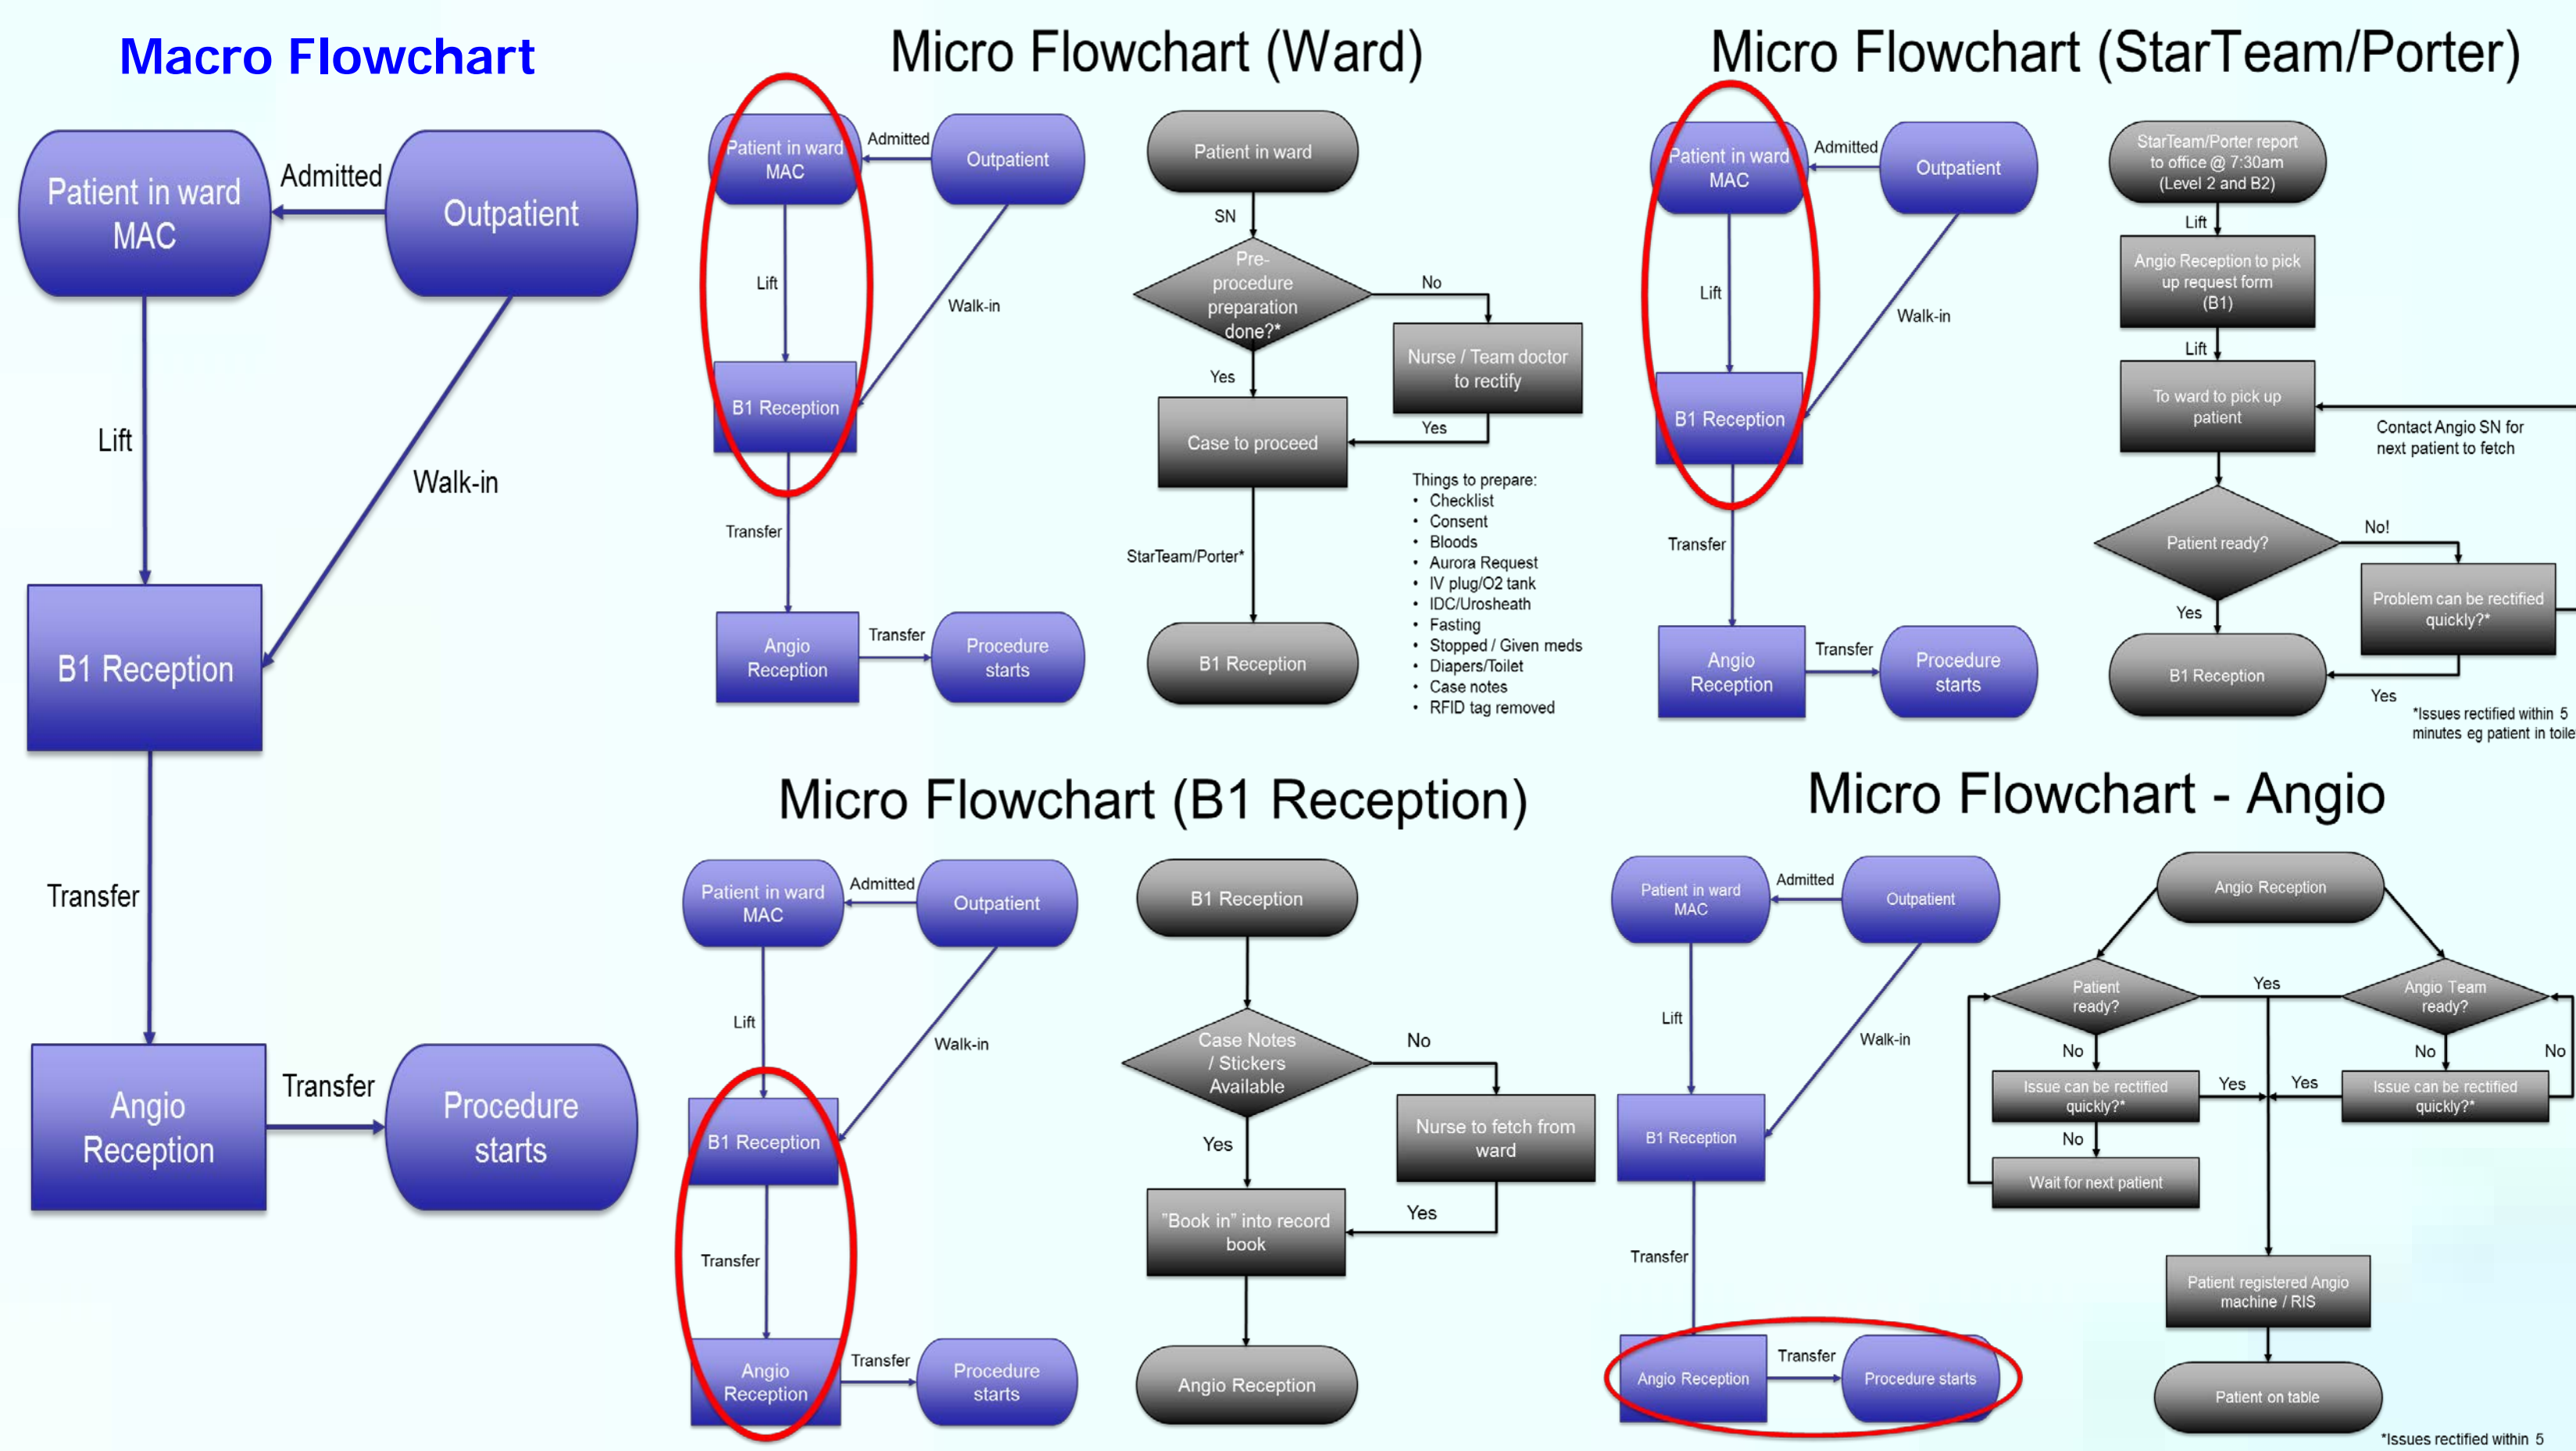 Macro Flowchart
Patient in ward
MAC
Admitted
Outpatient
Lift
Walk-in
B1 Reception
Transfer
Angio
Reception
Transfer
Procedure
starts
Micro Flowchart (Ward)
Patient in ward
MAC
Admitted
Outpatient
Lift
Walk-in
B1 Reception
Transfer
Angio
Reception
Transfer
Procedure
starts
Patient in ward
SN
Pre-
procedure
preparation
done?*
No
Nurse / Team doctor
to rectify
Yes
Yes
Case to proceed
StarTeam/Porter*
B1 Reception
Things to prepare:
• Checklist
• Consent
• Bloods
• Aurora Request
• IV plug/O2 tank
• IDC/Urosheath
• Fasting
• Stopped / Given meds
• Diapers/Toilet
• Case notes
• RFID tag removed
Micro Flowchart (StarTeam/Porter)
Patient in ward
MAC
Admitted
Outpatient
Lift
Walk-in
B1 Reception
Transfer
Angio
Reception
Transfer
Procedure
starts
StarTeam/Porter report
to office @ 7:30am
(Level 2 and B2)
Lift
Angio Reception to pick
up request form
(B1)
Lift
To ward to pick up
patient
Contact Angio SN for
next patient to fetch
Patient ready?
No!
Problem can be rectified
quickly?*
Yes
B1 Reception
Yes
*Issues rectified within 5
minutes eg patient in toile
Micro Flowchart (B1 Reception)
Patient in ward
MAC
Admitted
Outpatient
Lift
Walk-in
B1 Reception
Transfer
Angio
Reception
Transfer
Procedure
starts
B1 Reception
Case Notes
/ Stickers
Available
No
Nurse to fetch from
ward
Yes
Yes
"Book in" into record
book
Angio Reception
Micro Flowchart - Angio
Patient in ward
MAC
Admitted
Outpatient
Lift
Walk-in
B1 Reception
Transfer
Angio Reception
Transfer
Procedure starts
Angio Reception
Patient
ready?
Yes
Angio Team
ready?
No
No
No
Issue can be rectified
quickly?*
Yes
Yes
Issue can be rectified
quickly?*
No
Wait for next patient
Patient registered Angio
machine / RIS
Patient on table
*Issues rectified within 5